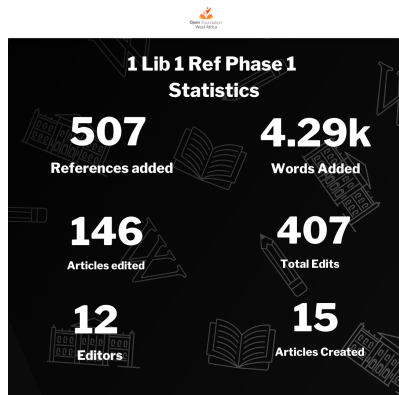 Open Foundation
West Africa
1 Lib 1 Ref Phase 1
Statistics
507
References added
4.29k
Words Added
146
Articles edited
407
Total Edits
12
Editors
15
Articles Created